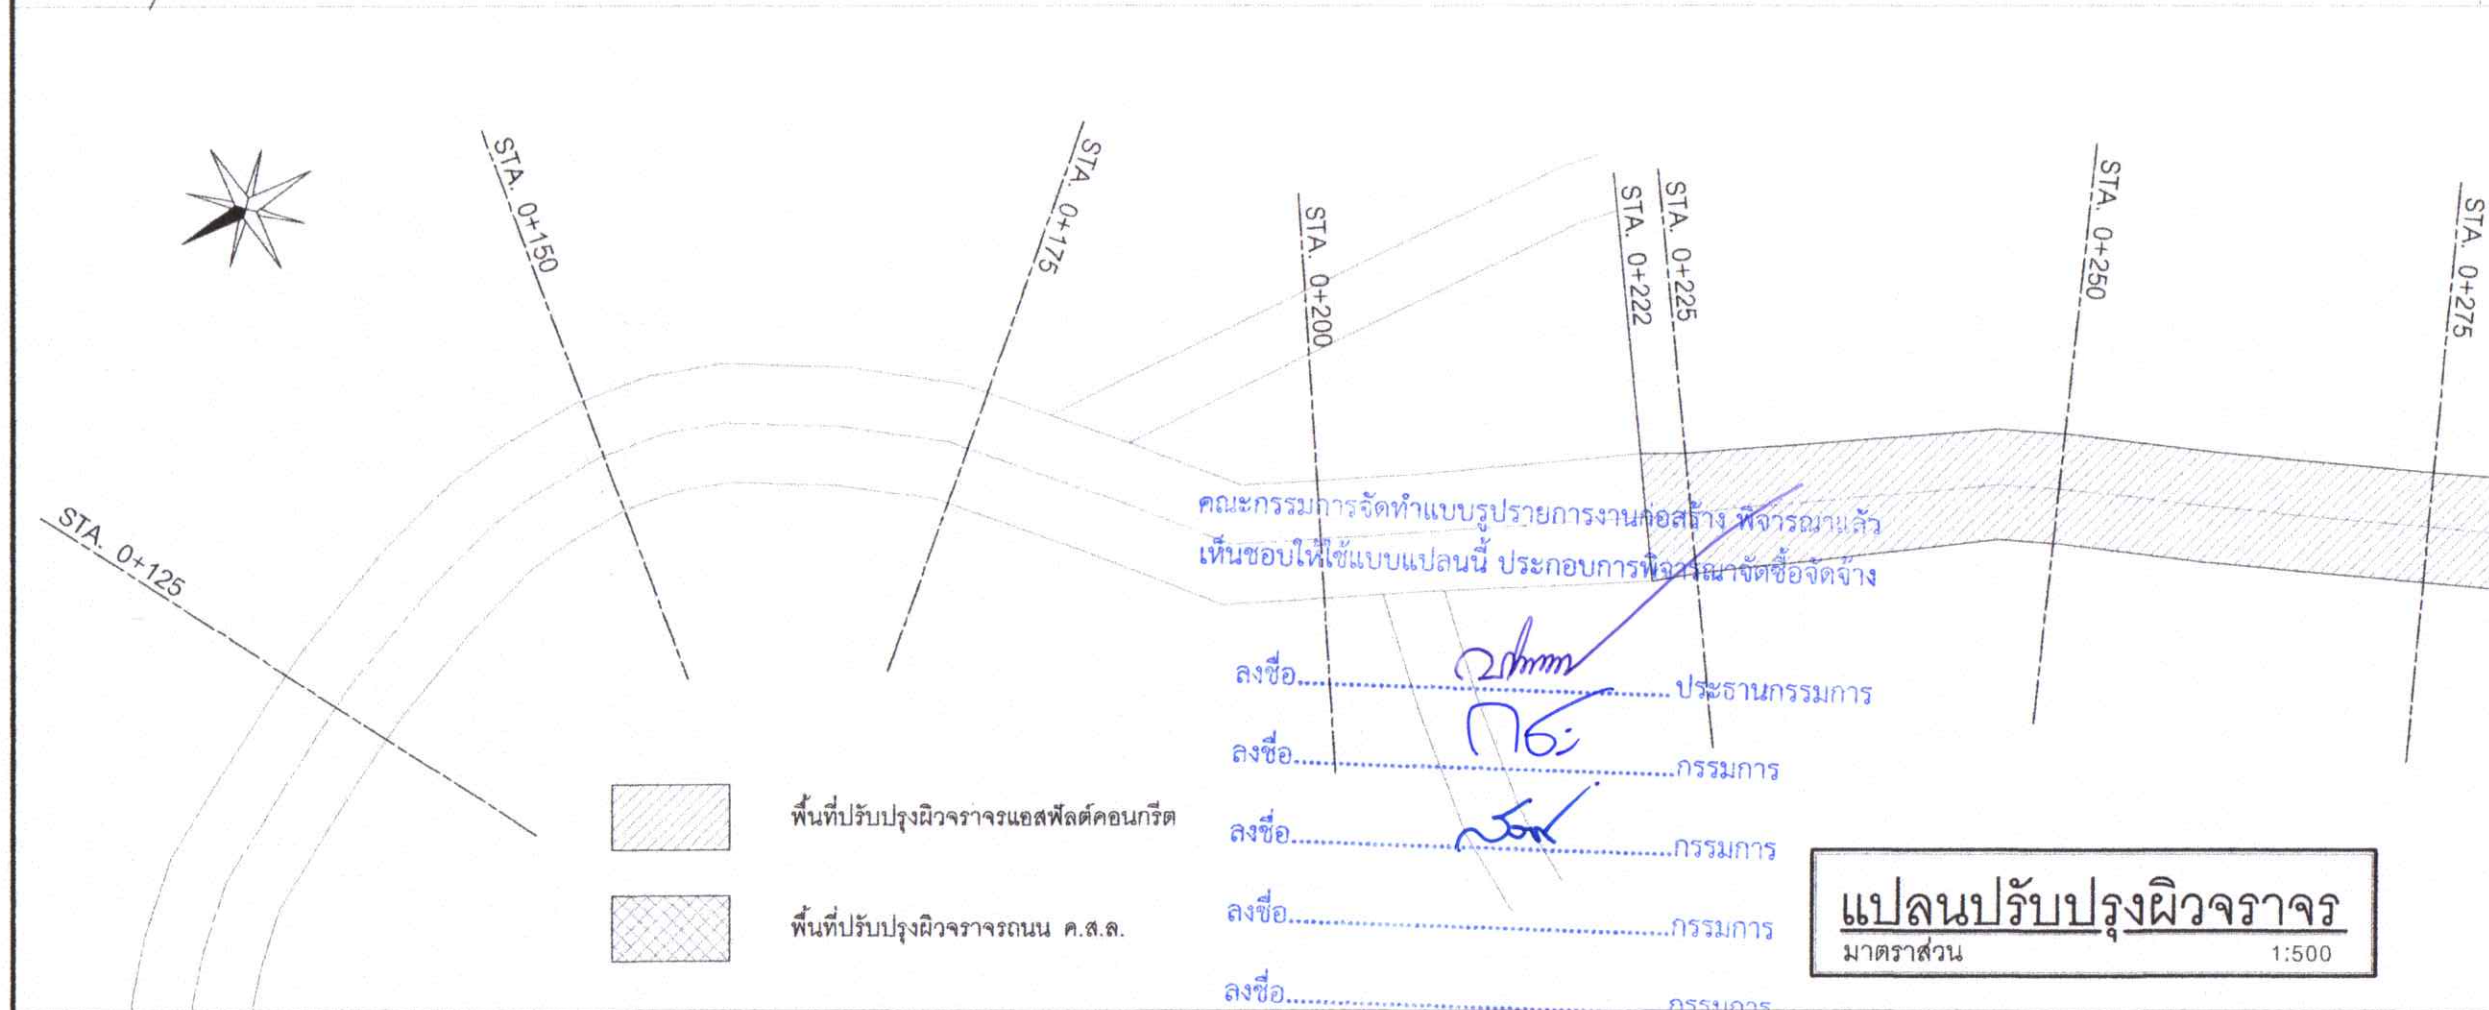 STA. 0+125
STA. 0+150
STA. 0+175
STA. 0+200
STA. 0+222
STA. 0+225
STA. 0+250
STA. 0+275
คณะกรรมการจัดทำแบบรูปรายการงานก่อสร้าง พิจารณาแล้ว
เห็นชอบให้ใช้แบบแปลนนี้ ประกอบการพิจารณาจัดซื้อจัดจ้าง
ลงชื่อ..........ประธานกรรมการ
ลงชื่อ..........กรรมการ
ลงชื่อ..........กรรมการ
ลงชื่อ..........กรรมการ
ลงชื่อ..........กรรมการ
พื้นที่ปรับปรุงผิวจราจรแอสฟัลต์คอนกรีต
พื้นที่ปรับปรุงผิวจราจรถนน ค.ส.ล.
แปลนปรับปรุงผิวจราจร
มาตราส่วน 1:500